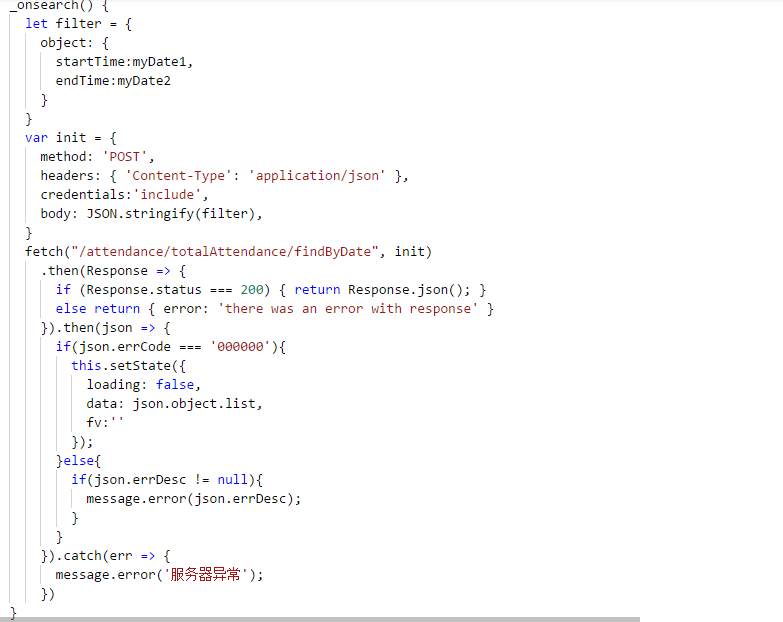 _onsearch() {
let filter = {
object: {
startTime:myDate1,
endTime:myDate2
}
}
var init = {
method: 'POST',
headers: { 'Content-Type': 'application/json' },
credentials:'include',
body: JSON.stringify(filter),
}
fetch("/attendance/totalAttendance/findByDate", init)
.then(Response => {
if (Response.status === 200) { return Response.json(); }
else return { error: 'there was an error with response' }
}).then(json => {
if(json.errCode === '000000'){
this.setState({
loading: false,
data: json.object.list,
fv:''
});
}else{
if(json.errDesc != null){
message.error(json.errDesc);
}
}
}).catch(err => {
message.error('服务器异常');
})
}